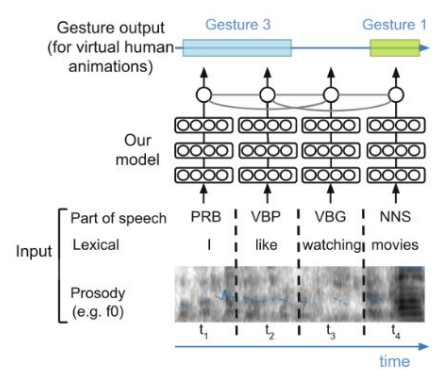 Gesture output
(for virtual human
animations)
Gesture 3
Gesture 1
Our
model
Input
Part of speech
PRB
VBP
VBG
NNS
Lexical
I
like
watching
movies
Prosody
(e.g. f0)
t1
t2
t3
t4
time